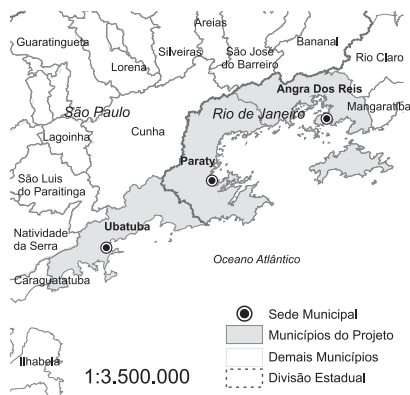 Areias
Guaratingueta
Bananal
Silveiras
São José
do Barreiro
Rio Claro
Lorena
Angra Dos Reis
Mangaratiba
São Paulo
Rio de Janeiro
Lagoinha
Cunha
Paraty
São Luis
do Paraitinga
Ubatuba
Natividade
da Serra
Oceano Atlântico
Caraguatatuba
Sede Municipal
Municípios do Projeto
Demais Municípios
Divisão Estadual
Ilhabela
1:3.500.000